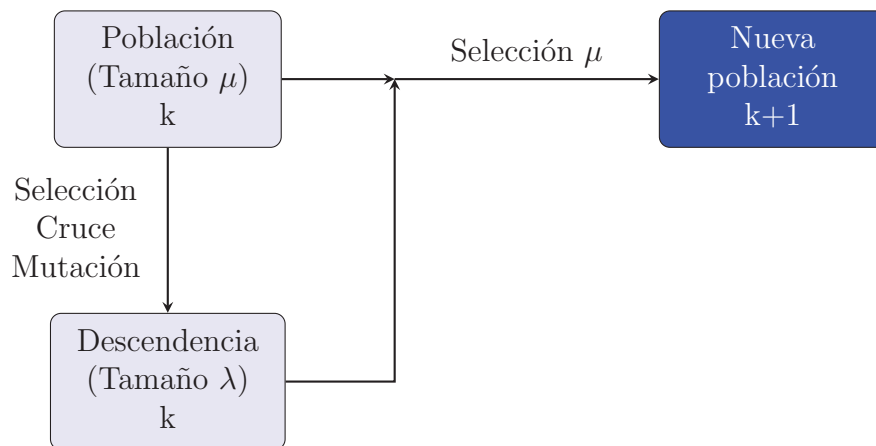 Población
(Tamaño μ)
k
Selección μ
Nueva
población
k+1
Selección
Cruce
Mutación
Descendencia
(Tamaño λ)
k